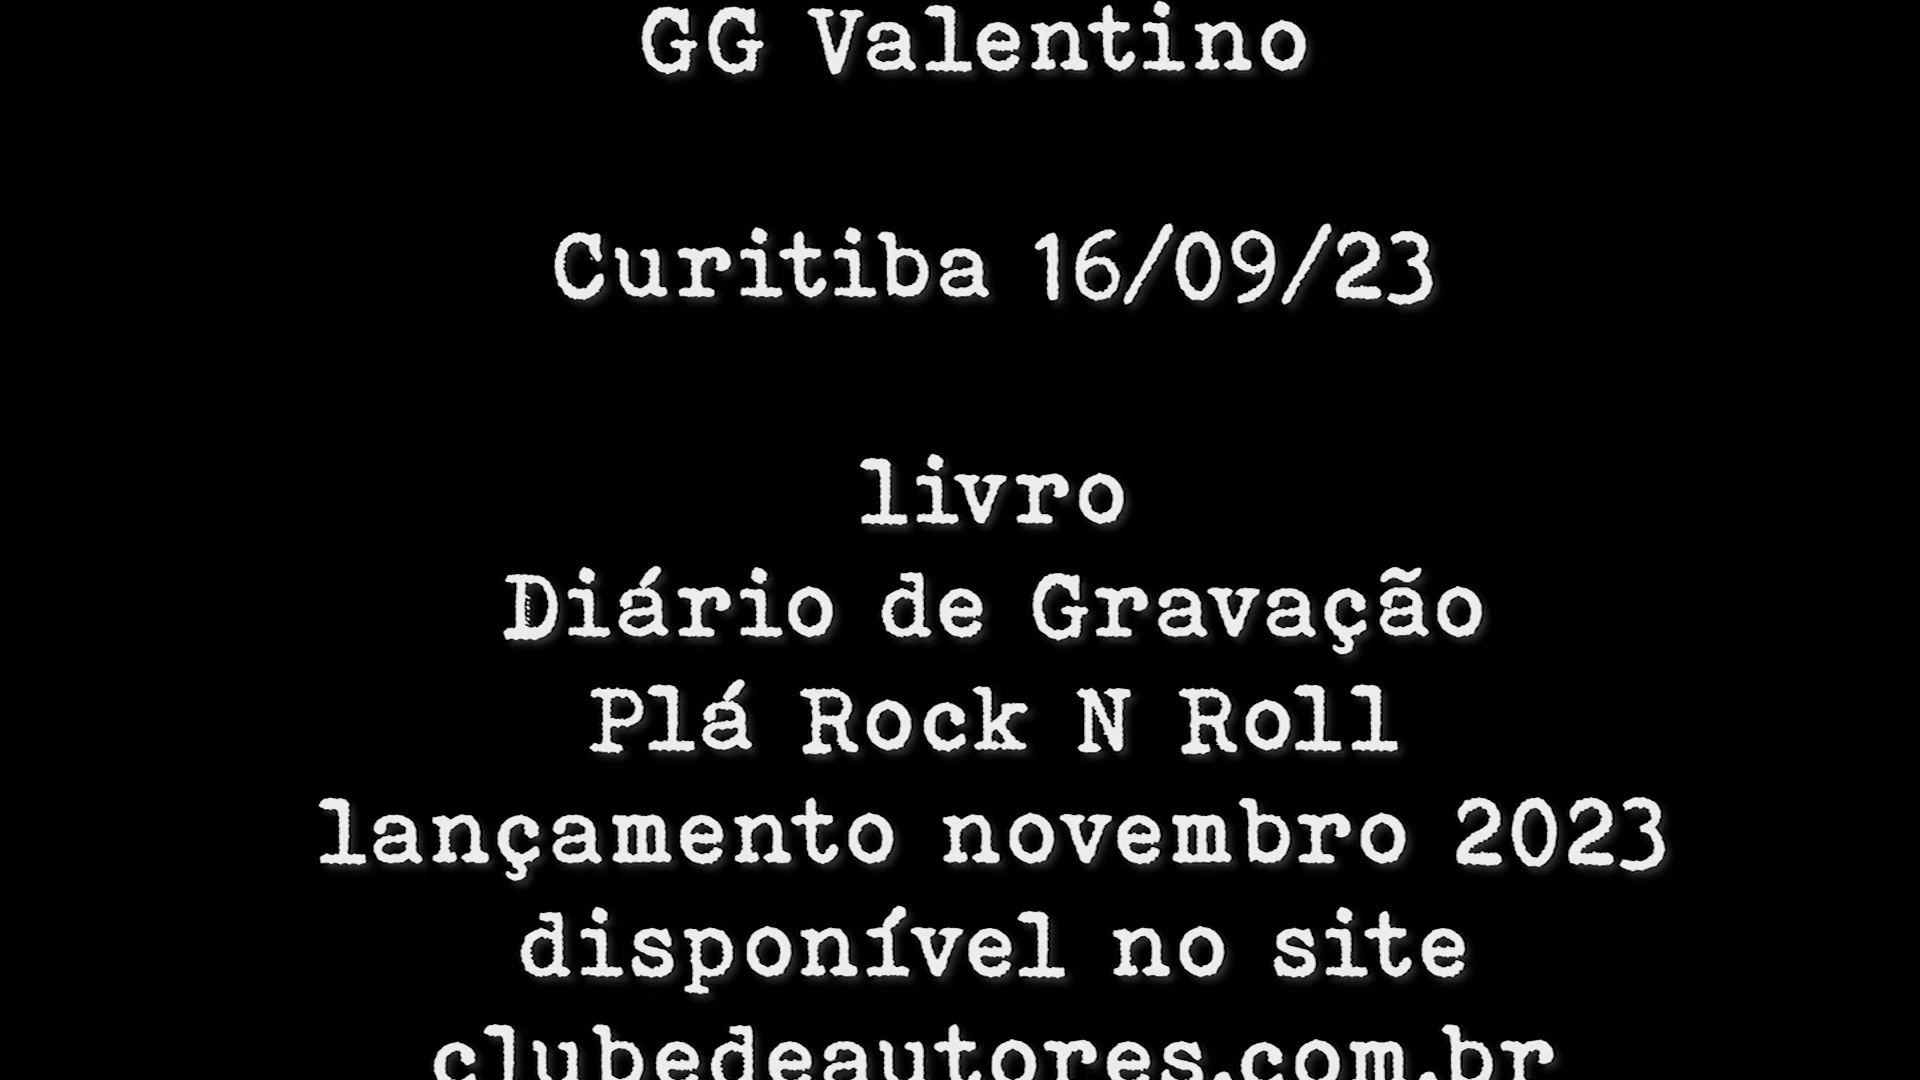 GG Valentino
Curitiba 16/09/23
livro
Diário de Gravação
Plá Rock N Roll
lançamento novembro 2023
disponível no site
clubedeautores.com.br